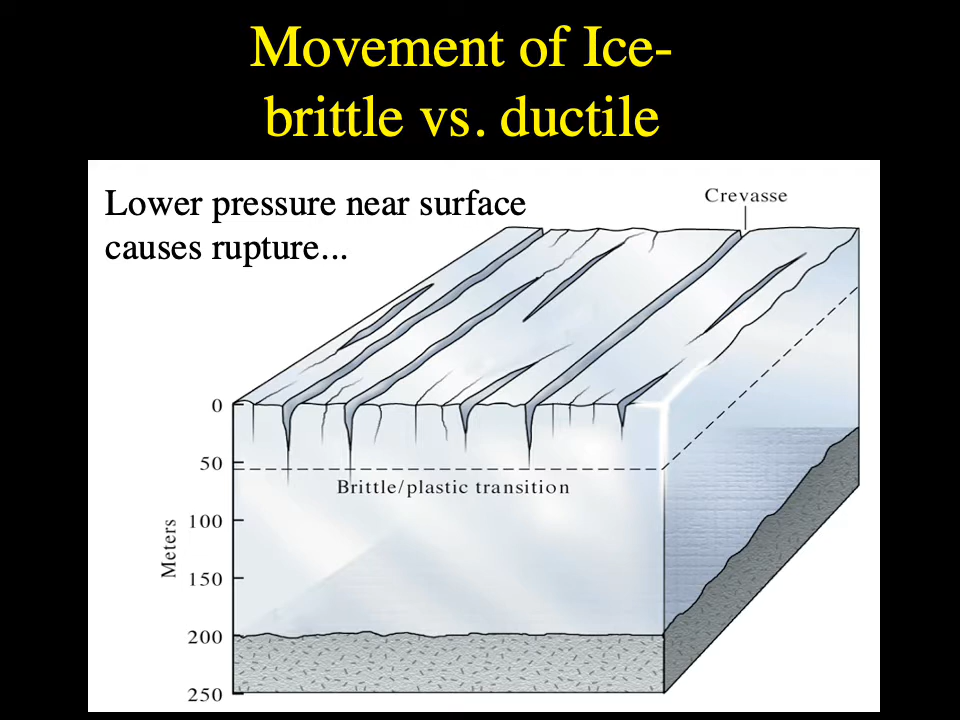 Movement of Ice-
brittle vs. ductile
Lower pressure near surface
causes rupture...
Crevasse
0
50
Brittle/plastic transition
100
Meters
150
200
250